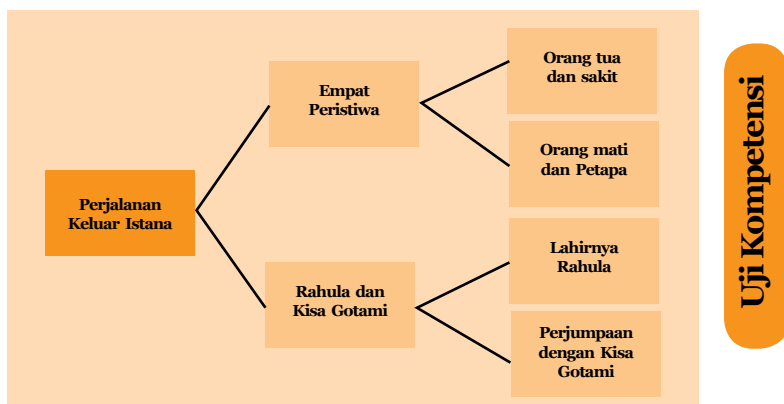 Perjalanan
Keluar Istana
Empat
Peristiwa
Orang tua
dan sakit
Orang mati
dan Petapa
Rahula dan
Kisa Gotami
Lahirnya
Rahula
Perjumpaan
dengan Kisa
Gotami
Uji Kompetensi